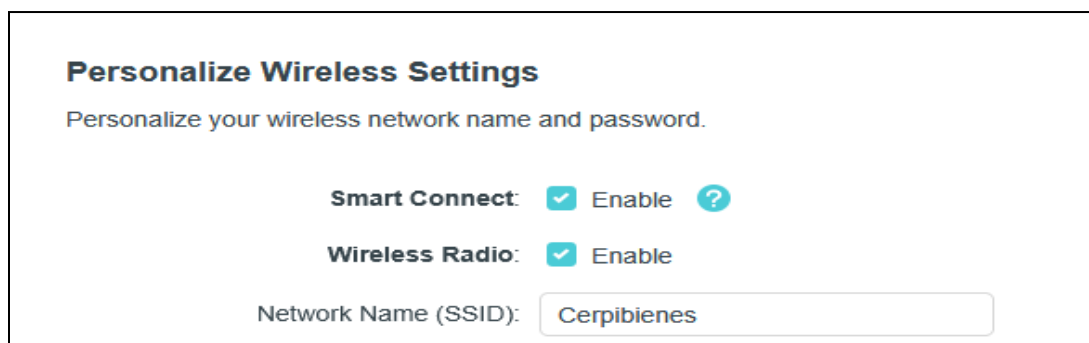 Personalize Wireless Settings
Personalize your wireless network name and password.
Smart Connect: Enable ?
Wireless Radio: Enable
Network Name (SSID): Cerpibienes